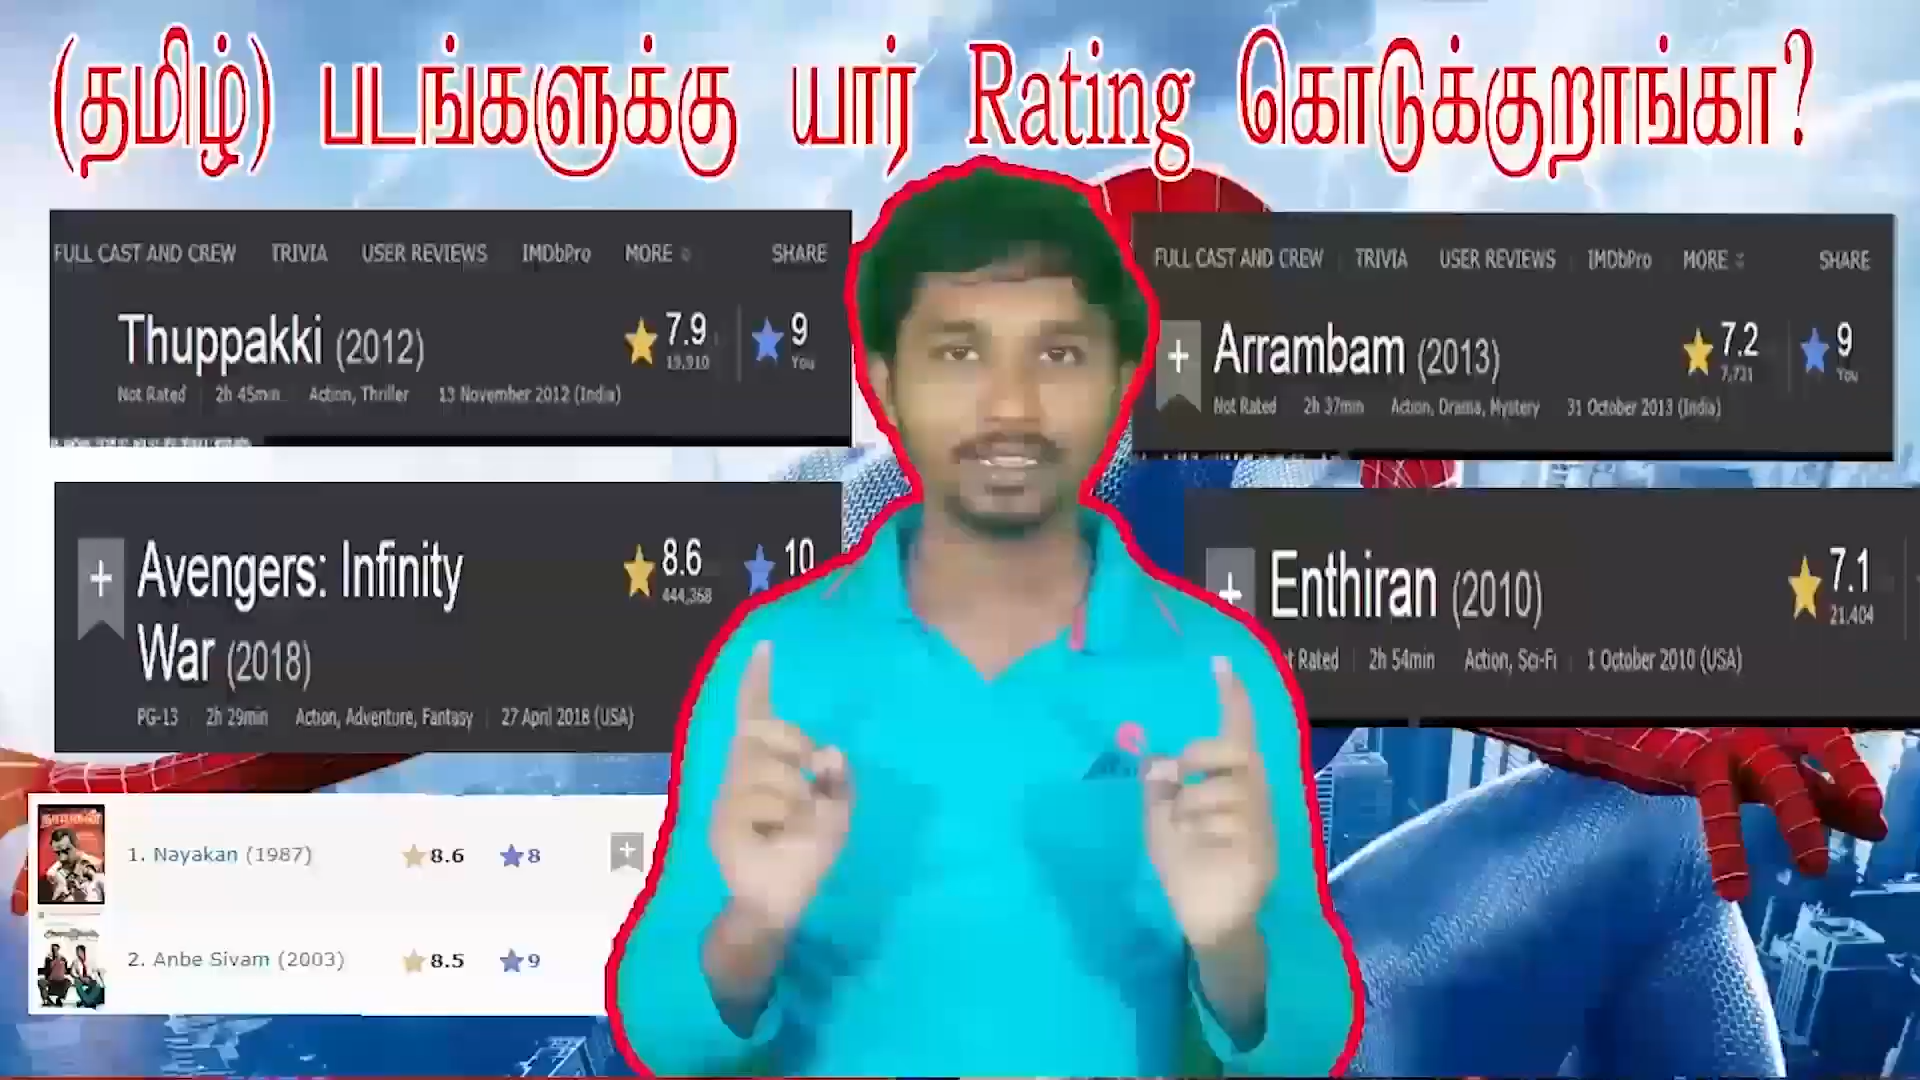 (தமிழ்) படங்களுக்கு யார் Rating கொடுக்குறாங்கா?
FULL CAST AND CREW TRIVIA USER REVIEWS IMDbPro MORE SHARE
Thuppakki (2012) 7.9 9
You
Not Rated 2h 45min Action, Thriller 13 November 2012 (India)
FULL CAST AND CREW TRIVIA USER REVIEWS IMDbPro MORE SHARE
+ Arrambam (2013) 7.2 9
7,721 You
Not Rated 2h 37min Action, Drama, Mystery 31 October 2013 (India)
+ Avengers: Infinity 8.6 10
444,368
War (2018)
PG-13 2h 29min Action, Adventure, Fantasy 27 April 2018 (USA)
+ Enthiran (2010) 7.1
21,404
t Rated 2h 54min Action, Sci-Fi 1 October 2010 (USA)
நாயகன்
1. Nayakan (1987) 8.6 8 +
2. Anbe Sivam (2003) 8.5 9